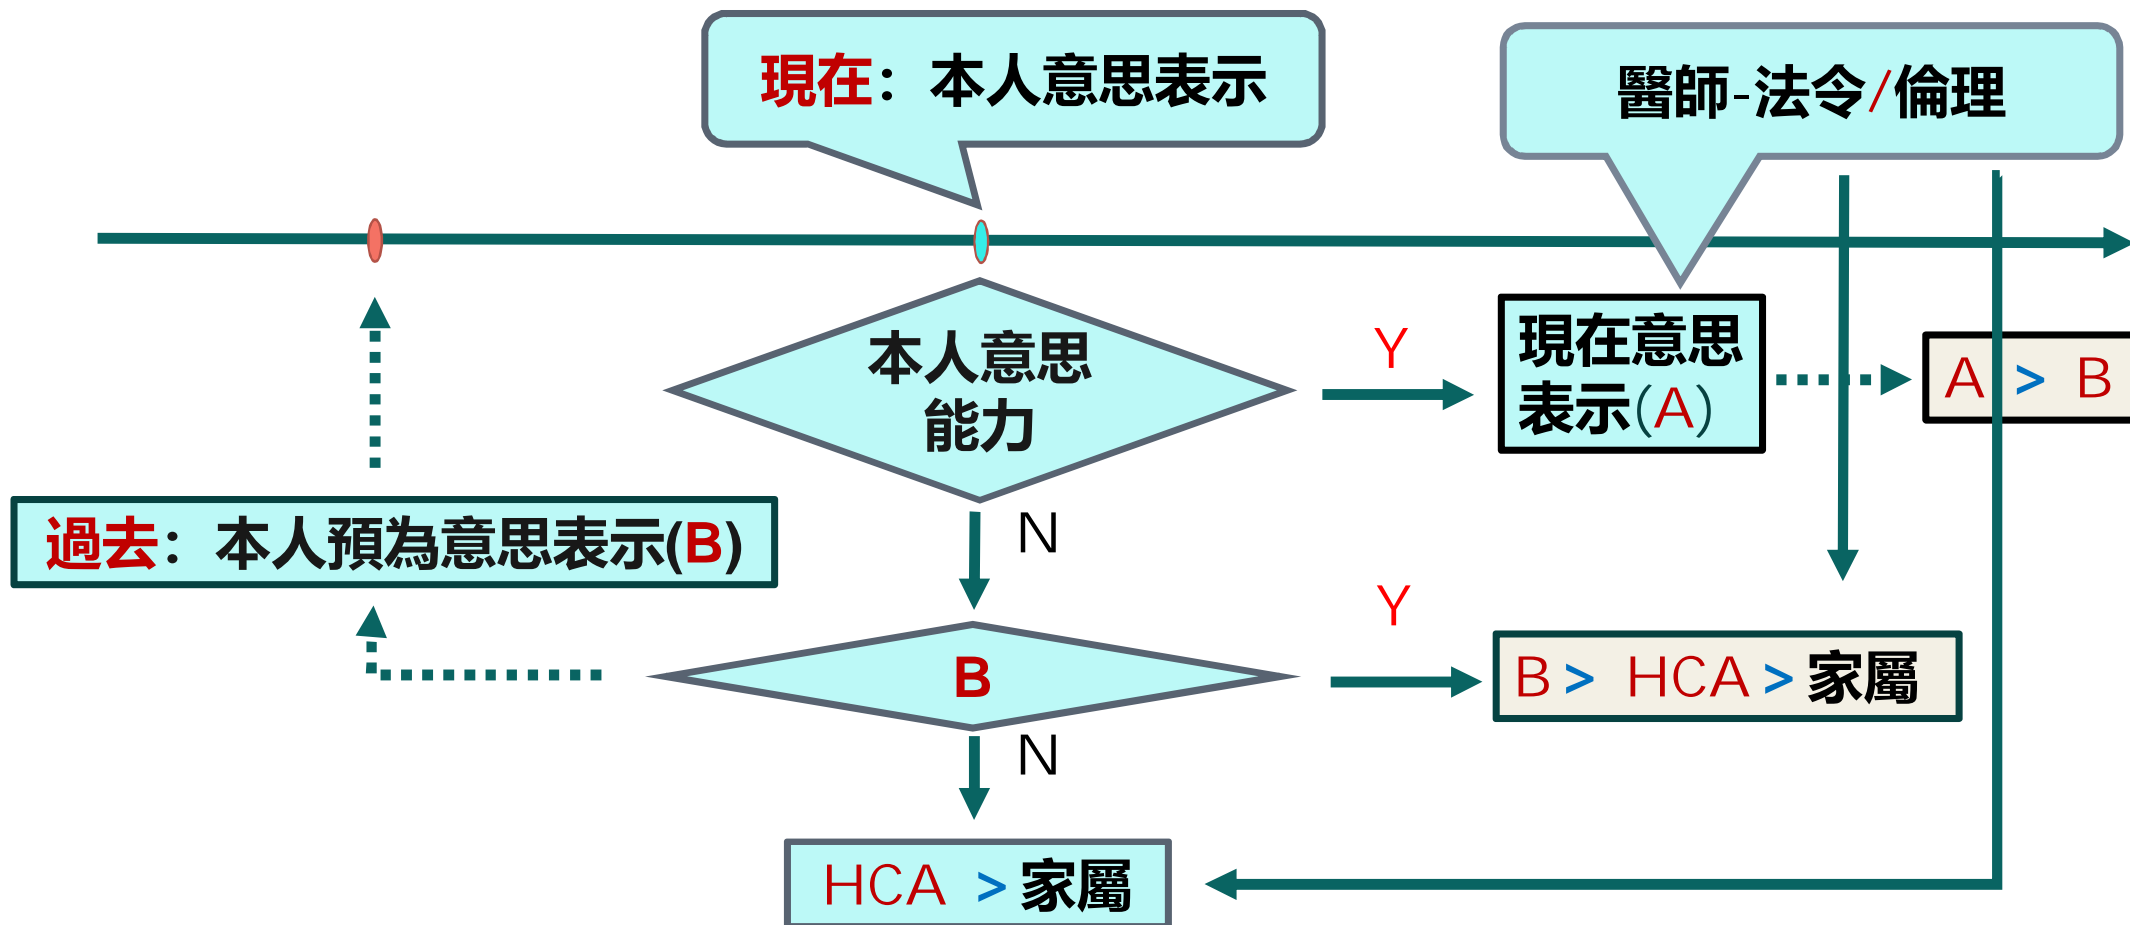 現在：本人意思表示
醫師-法令/倫理
本人意思
能力
Y
現在意思
表示(A)
A > B
過去：本人預為意思表示(B)
N
B
Y
B > HCA > 家屬
N
HCA > 家屬